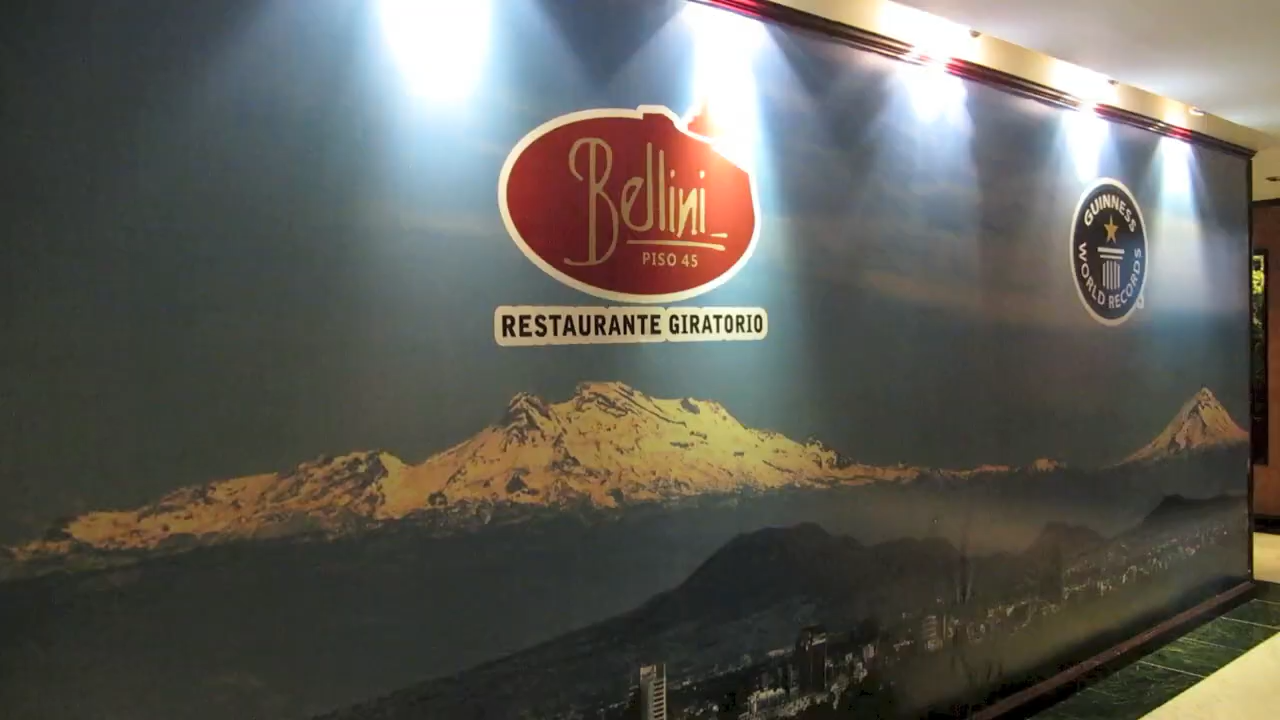 Bellini
PISO 45
RESTAURANTE GIRATORIO
GUINNESS
WORLD RECORDS